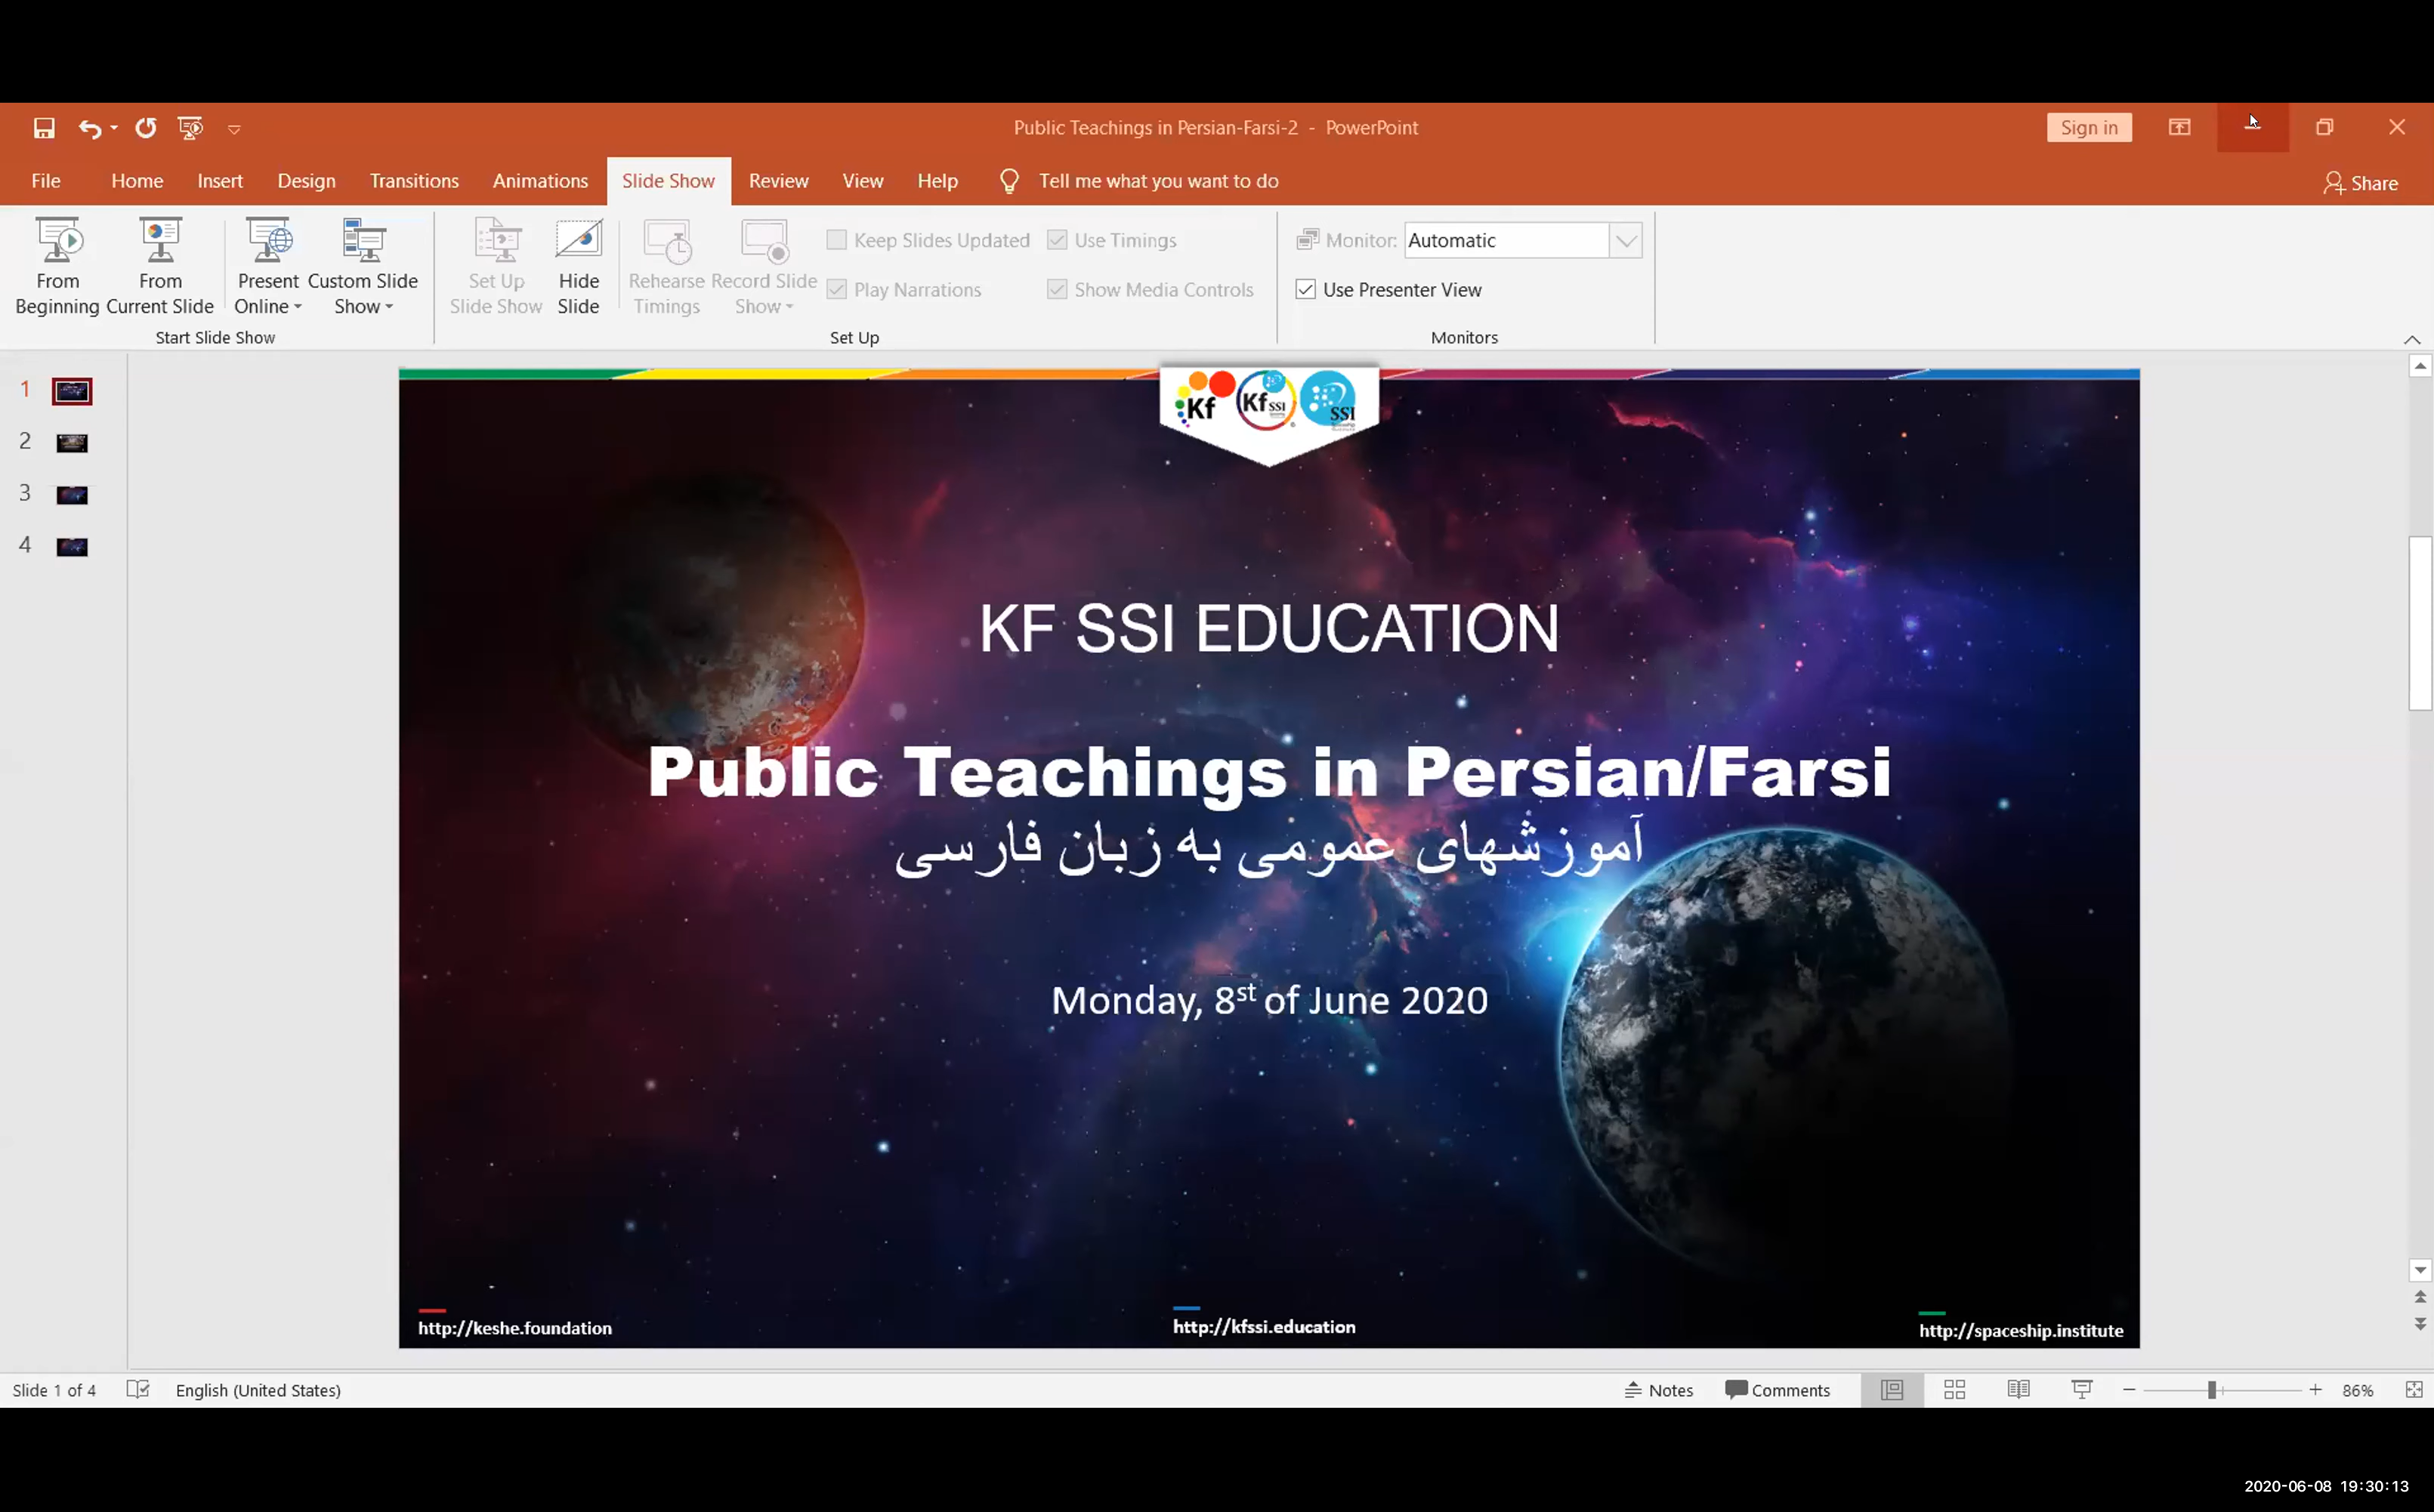 Public Teachings in Persian-Farsi-2 - PowerPoint
Sign in
File Home Insert Design Transitions Animations Slide Show Review View Help Tell me what you want to do
Share
From Beginning
From Current Slide
Present Online
Custom Slide Show
Start Slide Show
Set Up Slide Show
Hide Slide
Rehearse Timings
Record Slide Show
Keep Slides Updated
Play Narrations
Use Timings
Show Media Controls
Set Up
Monitor: Automatic
Use Presenter View
Monitors
1
2
3
4
Kf
Kf SSI
SSI
KF SSI EDUCATION
Public Teachings in Persian/Farsi
آموزشهای عمومی به زبان فارسی
Monday, 8st of June 2020
http://keshe.foundation
http://kfssi.education
http://spaceship.institute
Slide 1 of 4
English (United States)
Notes
Comments
86%
2020-06-08 19:30:13